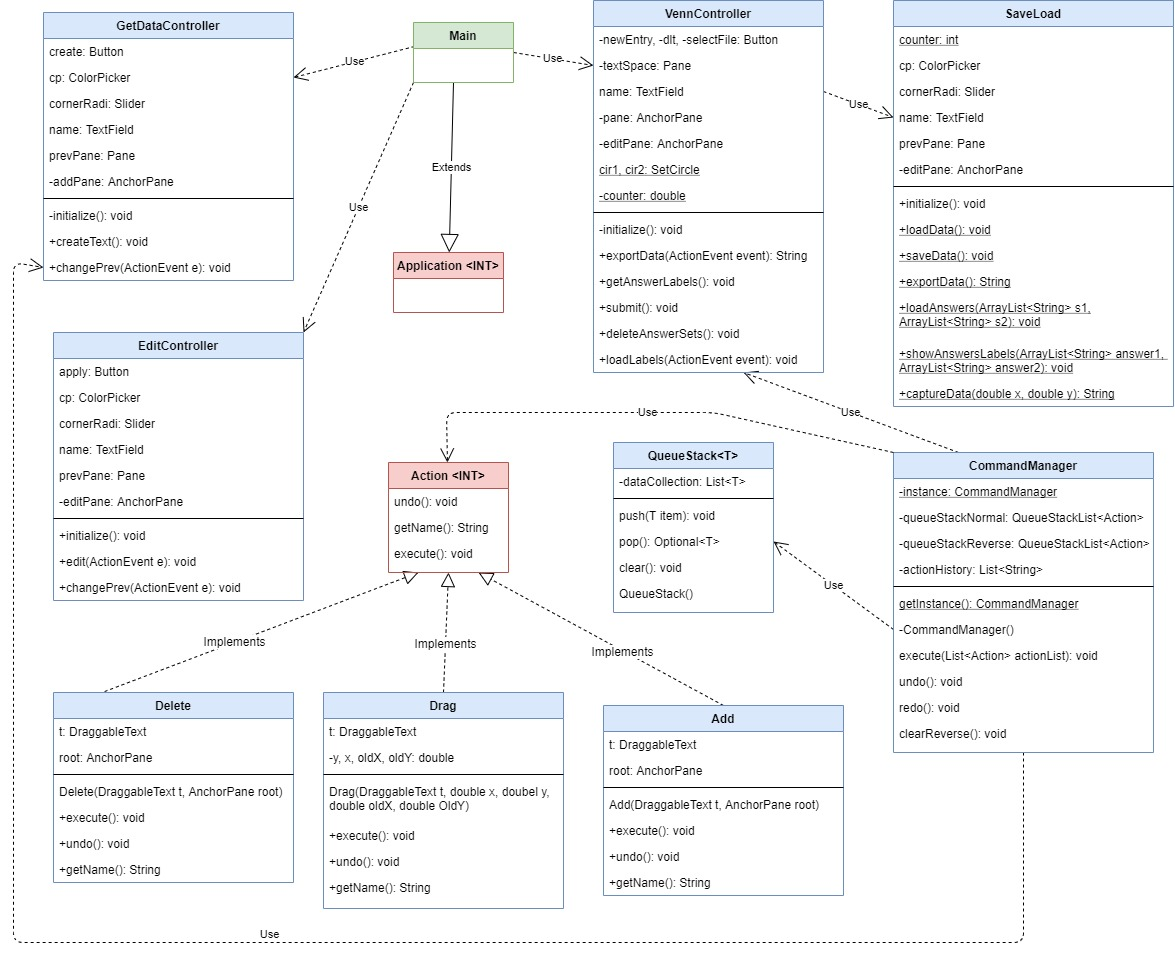 GetDataController
create: Button
cp: ColorPicker
cornerRadi: Slider
name: TextField
prevPane: Pane
-addPane: AnchorPane
-initialize(): void
+createText(): void
+changePrev(ActionEvent e): void
Main
Use
Use
Use
Extends
Application <INT>
VennController
-newEntry, -dlt, -selectFile: Button
-textSpace: Pane
name: TextField
-pane: AnchorPane
-editPane: AnchorPane
cir1, cir2: SetCircle
-counter: double
-initialize(): void
+exportData(ActionEvent event): String
+getAnswerLabels(): void
+submit(): void
+deleteAnswerSets(): void
+loadLabels(ActionEvent event): void
Use
SaveLoad
counter: int
cp: ColorPicker
cornerRadi: Slider
name: TextField
prevPane: Pane
-editPane: AnchorPane
+initialize(): void
+loadData(): void
+saveData(): void
+exportData(): String
+loadAnswers(ArrayList<String> s1,
ArrayList<String> s2): void
+showAnswersLabels(ArrayList<String> answer1,
ArrayList<String> answer2): void
+captureData(double x, double y): String
EditController
apply: Button
cp: ColorPicker
cornerRadi: Slider
name: TextField
prevPane: Pane
-editPane: AnchorPane
+initialize(): void
+edit(ActionEvent e): void
+changePrev(ActionEvent e): void
Use
Use
Action <INT>
undo(): void
getName(): String
execute(): void
QueueStack<T>
-dataCollection: List<T>
push(T item): void
pop(): Optional<T>
clear(): void
QueueStack()
Use
CommandManager
-instance: CommandManager
-queueStackNormal: QueueStackList<Action>
-queueStackReverse: QueueStackList<Action>
-actionHistory: List<String>
getInstance(): CommandManager
-CommandManager()
execute(List<Action> actionList): void
undo(): void
redo(): void
clearReverse(): void
Implements
Implements
Implements
Delete
t: DraggableText
root: AnchorPane
Delete(DraggableText t, AnchorPane root)
+execute(): void
+undo(): void
+getName(): String
Drag
t: DraggableText
-y, x, oldX, oldY: double
Drag(DraggableText t, double x, doubel y,
double oldX, double OldY)
+execute(): void
+undo(): void
+getName(): String
Add
t: DraggableText
root: AnchorPane
Add(DraggableText t, AnchorPane root)
+execute(): void
+undo(): void
+getName(): String
Use